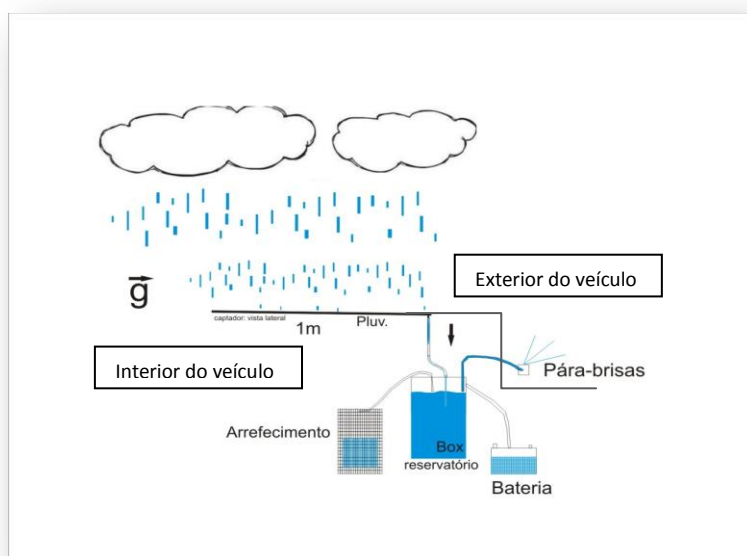 Exterior do veículo
g
captador: vista lateral
1m
Pluv.
Interior do veículo
Pára-brisas
Arrefecimento
Box
reservatório
Bateria